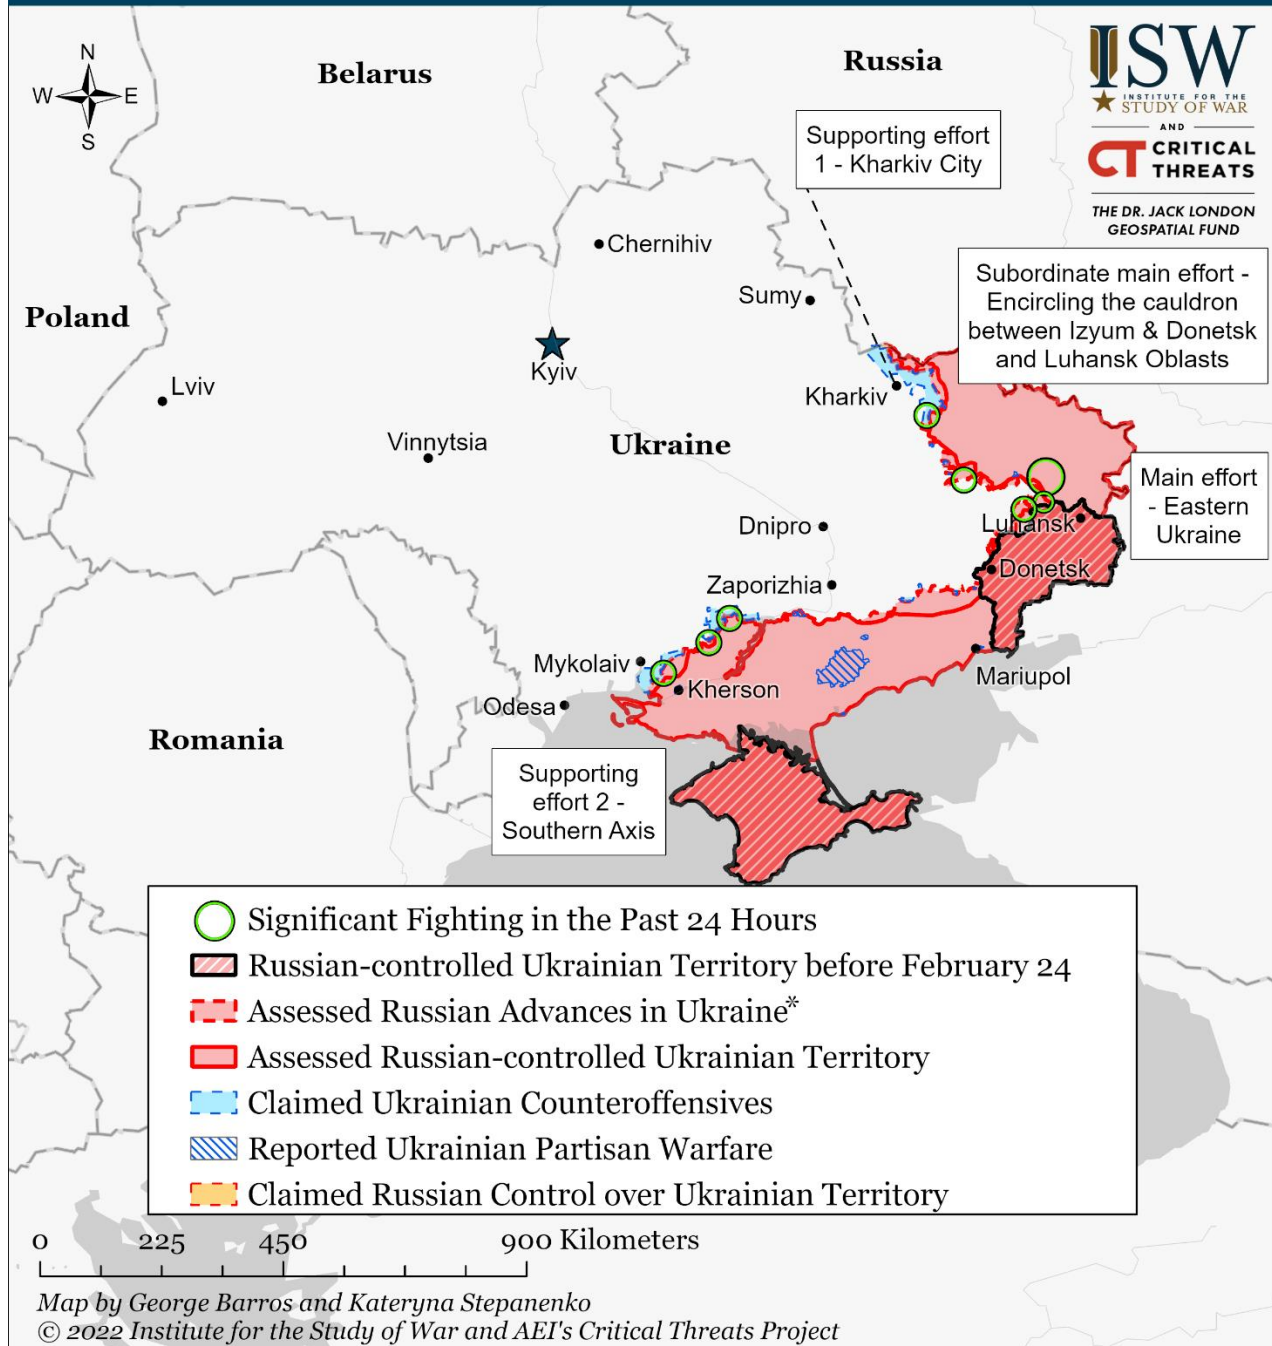 N
W
E
S
Belarus
Russia
ISW
INSTITUTE FOR THE
STUDY OF WAR
AND
CT CRITICAL
THREATS
THE DR. JACK LONDON
GEOSPATIAL FUND
Supporting effort
1 - Kharkiv City
Chernihiv
Sumy
Subordinate main effort -
Encircling the cauldron
between Izyum & Donetsk
and Luhansk Oblasts
Poland
Kyiv
Lviv
Kharkiv
Vinnytsia
Ukraine
Main effort
- Eastern
Ukraine
Dnipro
Luhansk
Donetsk
Zaporizhia
Mykolaiv
Mariupol
Kherson
Odesa
Romania
Supporting
effort 2 -
Southern Axis
Significant Fighting in the Past 24 Hours
Russian-controlled Ukrainian Territory before February 24
Assessed Russian Advances in Ukraine*
Assessed Russian-controlled Ukrainian Territory
Claimed Ukrainian Counteroffensives
Reported Ukrainian Partisan Warfare
Claimed Russian Control over Ukrainian Territory
0 225 450 900 Kilometers
Map by George Barros and Kateryna Stepanenko
© 2022 Institute for the Study of War and AEI's Critical Threats Project